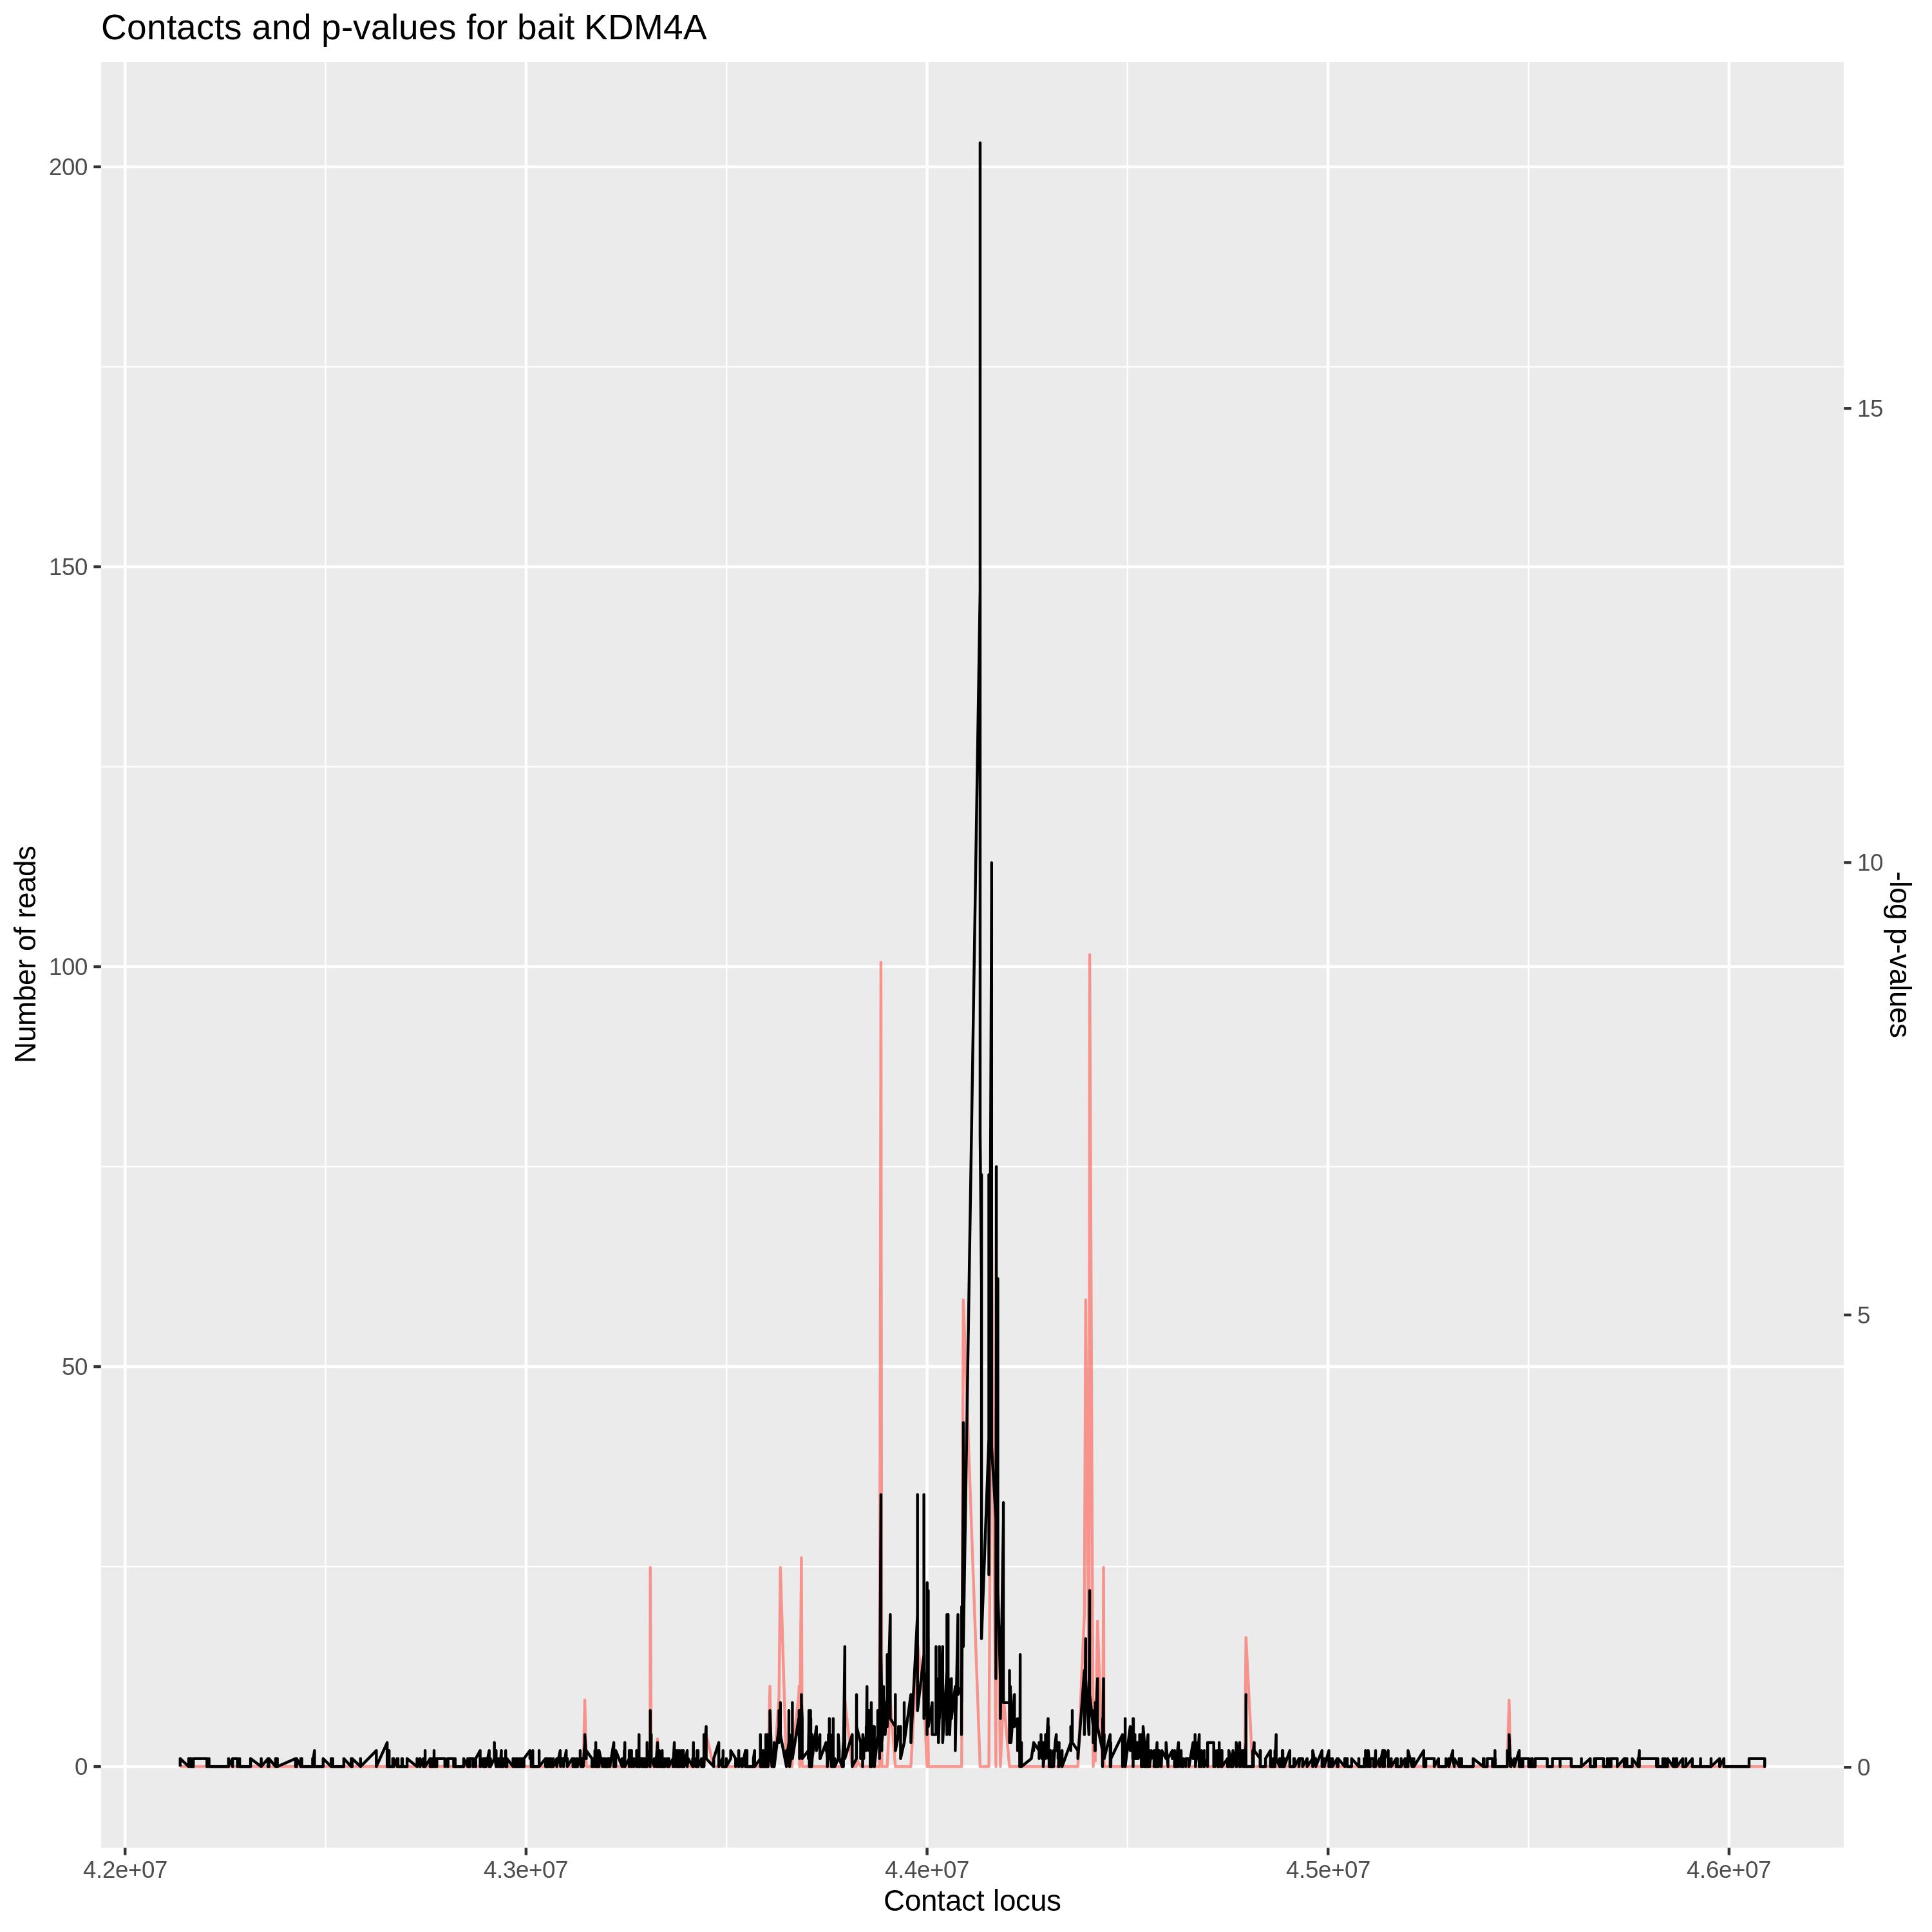 Contacts and p-values for bait KDM4A
Number of reads
200
150
100
50
0
15
10
5
0
-log p-values
4.2e+07
4.3e+07
4.4e+07
4.5e+07
4.6e+07
Contact locus